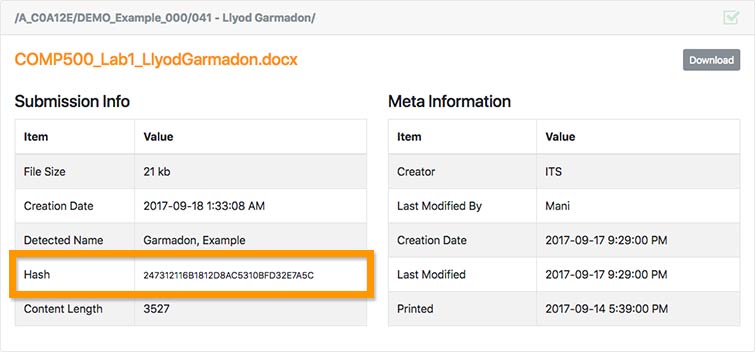 /A_C0A12E/DEMO_Example_000/041 - Llyod Garmadon/
COMP500_Lab1_LlyodGarmadon.docx
Download
Submission Info
Item Value
File Size 21 kb
Creation Date 2017-09-18 1:33:08 AM
Detected Name Garmadon, Example
Hash 247312116B1812D8AC5310BFD32E7A5C
Content Length 3527
Meta Information
Item Value
Creator ITS
Last Modified By Mani
Creation Date 2017-09-17 9:29:00 PM
Last Modified 2017-09-17 9:29:00 PM
Printed 2017-09-14 5:39:00 PM